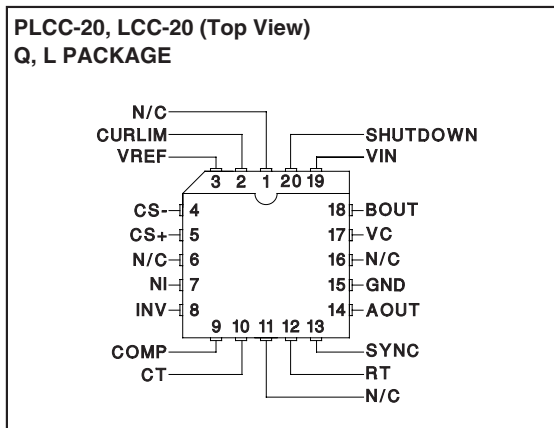 PLCC-20, LCC-20 (Top View)
Q, L PACKAGE
N/C
CURLIM
SHUTDOWN
VREF
VIN
3 2 1 20 19
CS- 4
18 BOUT
CS+ 5
17 VC
N/C 6
16 N/C
NI 7
15 GND
INV 8
14 AOUT
9 10 11 12 13
COMP
SYNC
CT
RT
N/C